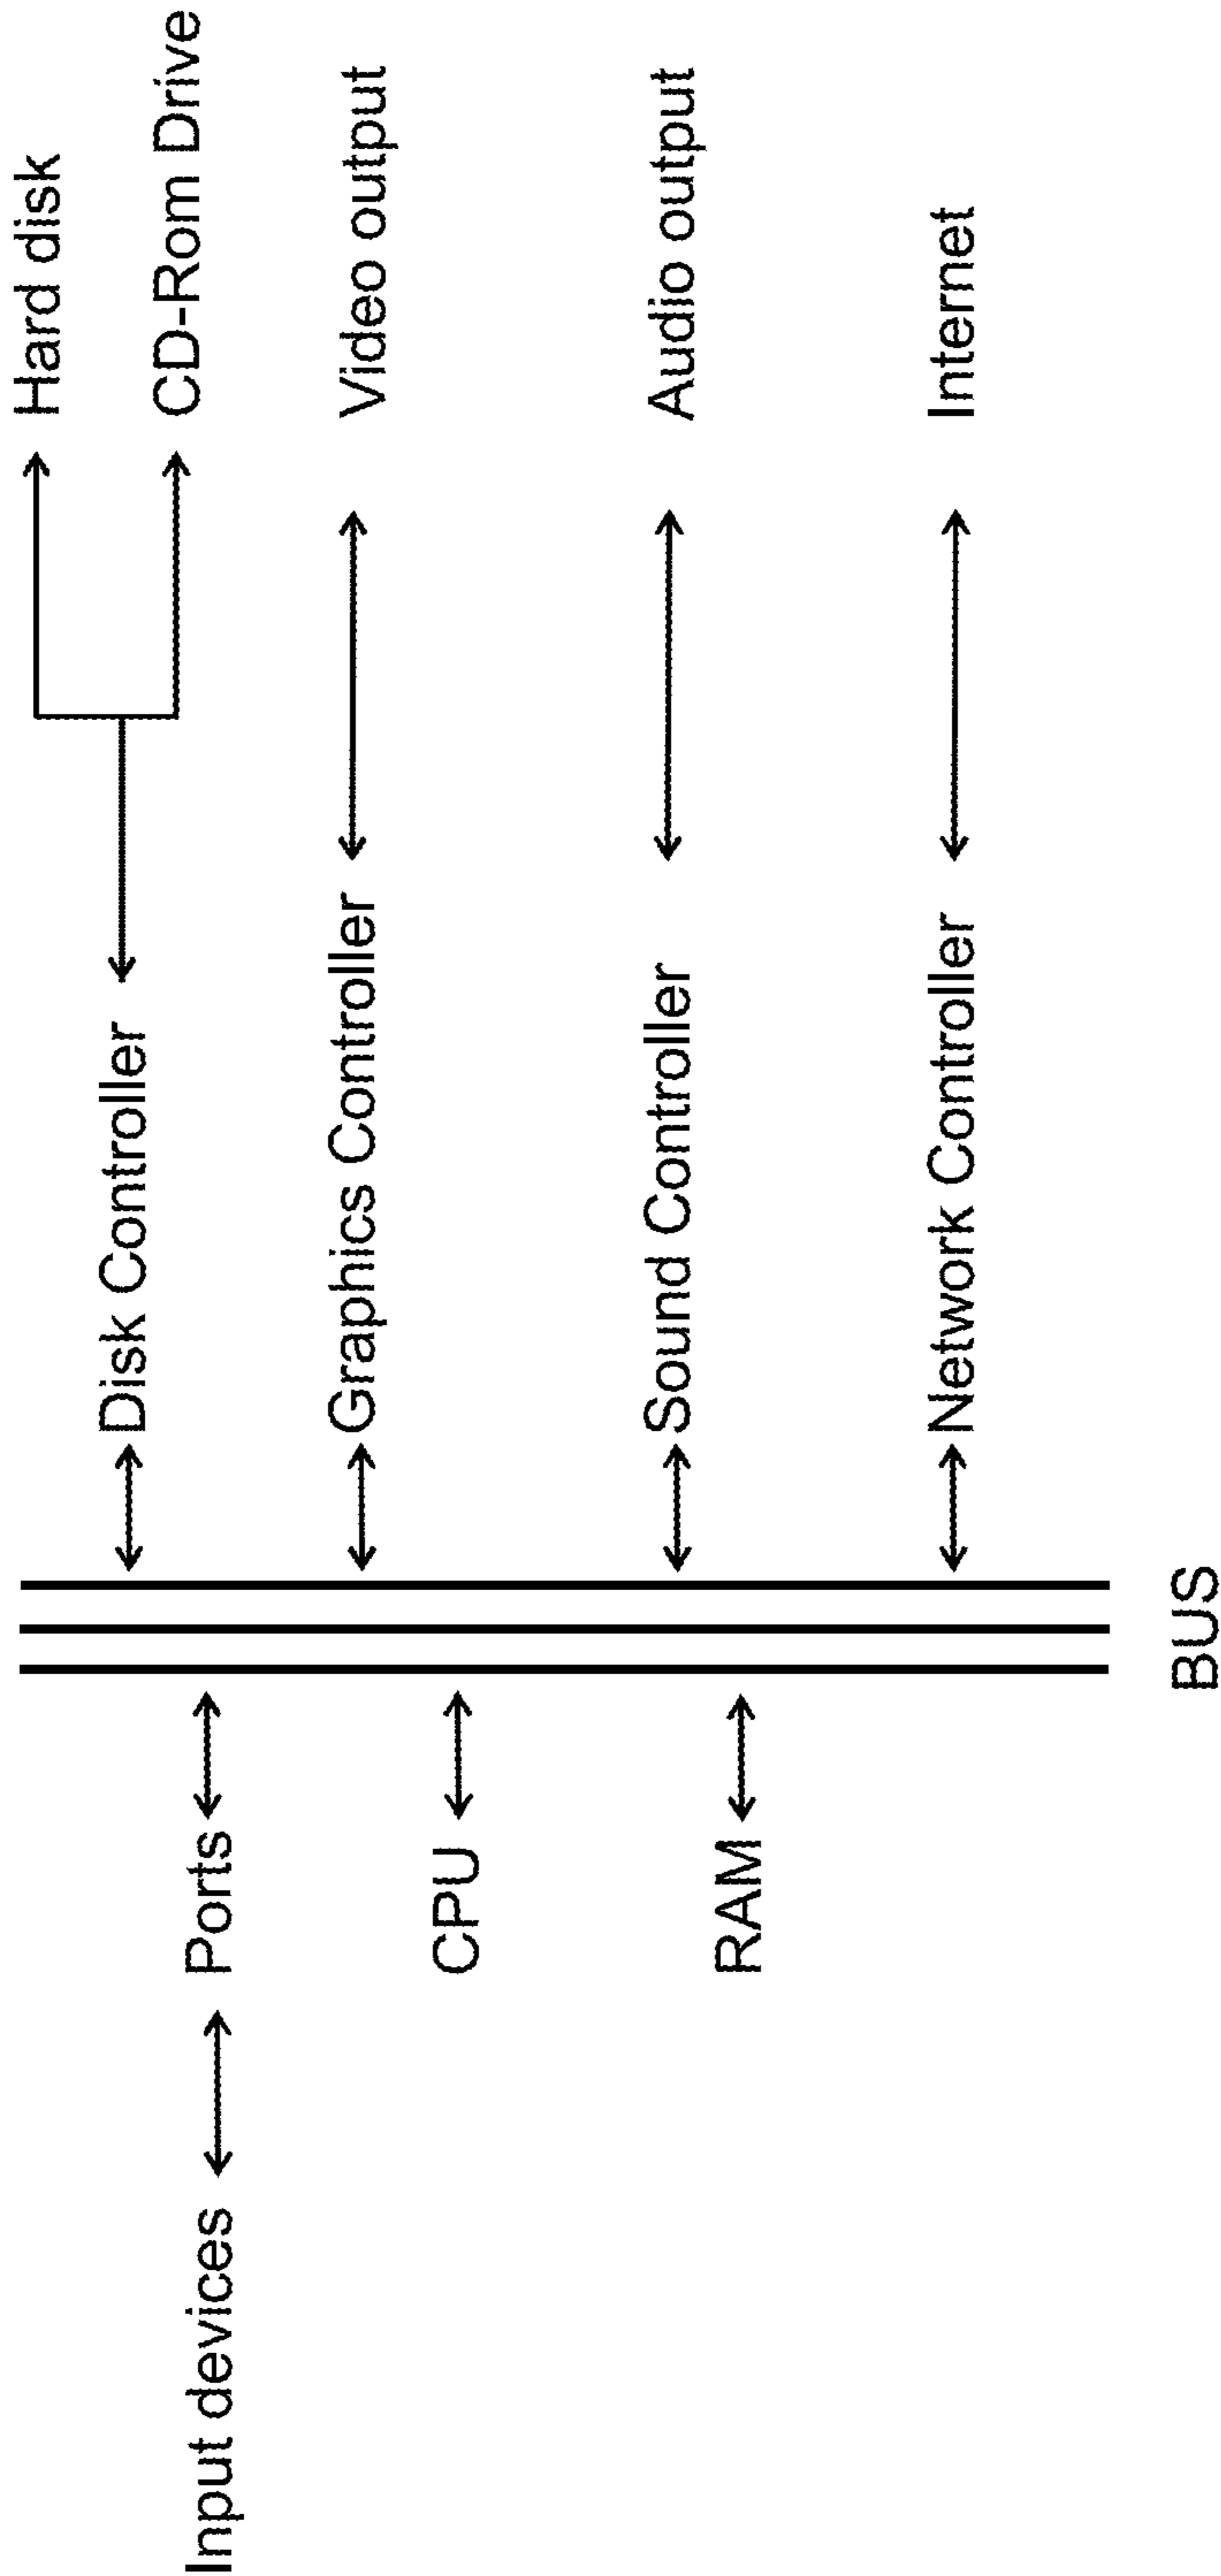 Hard disk
CD-Rom Drive
Disk Controller
Input devices
Ports
Graphics Controller
Video output
CPU
Sound Controller
Audio output
RAM
Network Controller
Internet
BUS